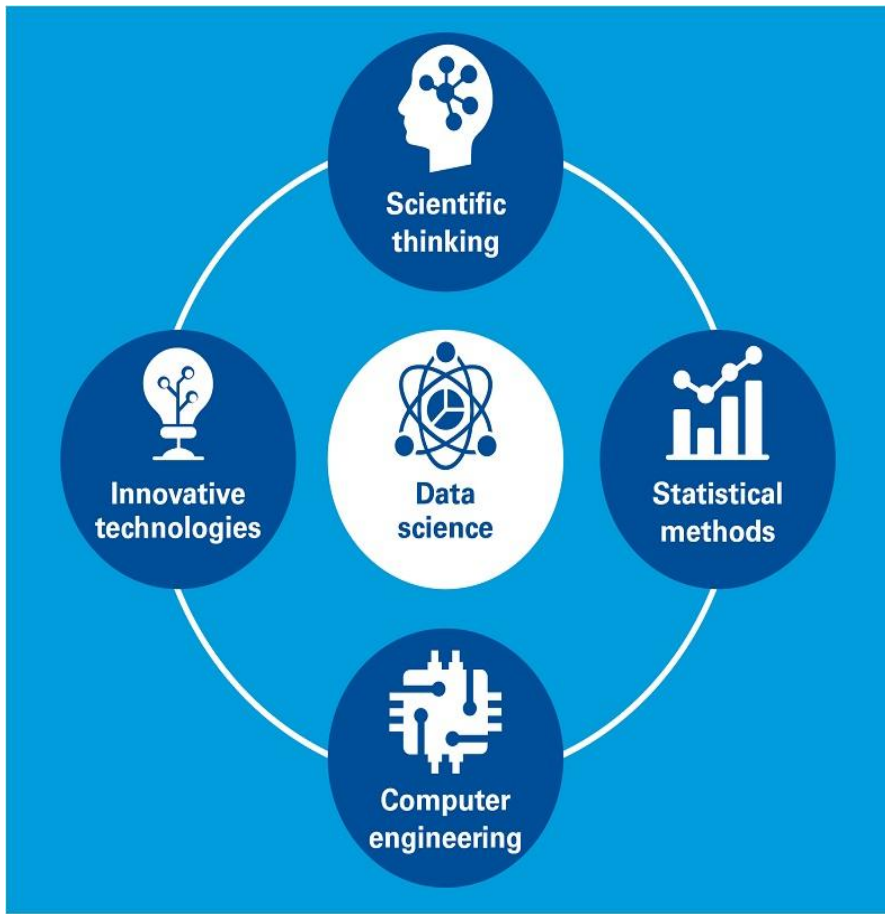 Scientific
thinking
Innovative
technologies
Data
science
Statistical
methods
Computer
engineering